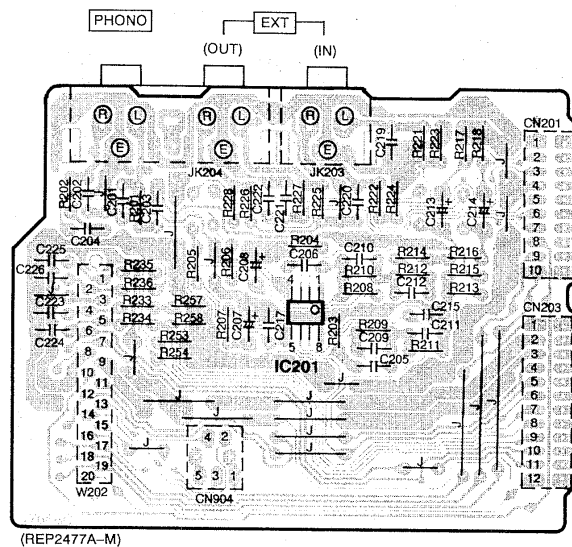 PHONO
EXT
(OUT) (IN)
R L R L R L
E E E
JK204 JK203
C219 R221 R223 R217 R218
CN201
1
2
3
4
5
6
7
8
9
10
J
R202 C202 C201 R201 C203
R228 R226 C222 C221 R227 R225 J C220 R222 R224
C213 + C214 + J
C204
J
C225
C226
J
C223
C224
R235
R236
R233
R234
R257
R258
R253
R254
R205 J R206 C208 +
R204
C206
4 1
5 8
IC201
R207 C207 + C217 R203
C210
R210
R208
R214
R212
C212
R216
R215
R213
C215
C211
R211
R209
C209
C205
J
CN203
1
2
3
4
5
6
7
8
9
10
11
12
1
2
3
4
5
6
7
8
9
10
11
12
13
14
15
16
17
18
19
20
W202
J
J
J
J
J
J
J
J
J
J
J
J
4 2
5 3 1
CN904
(REP2477A–M)